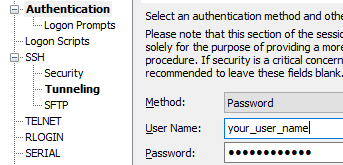 Authentication
Logon Prompts
Logon Scripts
SSH
Security
Tunneling
SFTP
TELNET
RLOGIN
SERIAL
Select an authentication method and othe
Please note that this section of the sessi
solely for the purpose of providing a more
procedure. If security is a critical concern
recommended to leave these fields blank.
Method: Password
User Name: your_user_name
Password: ●●●●●●●●●●●●